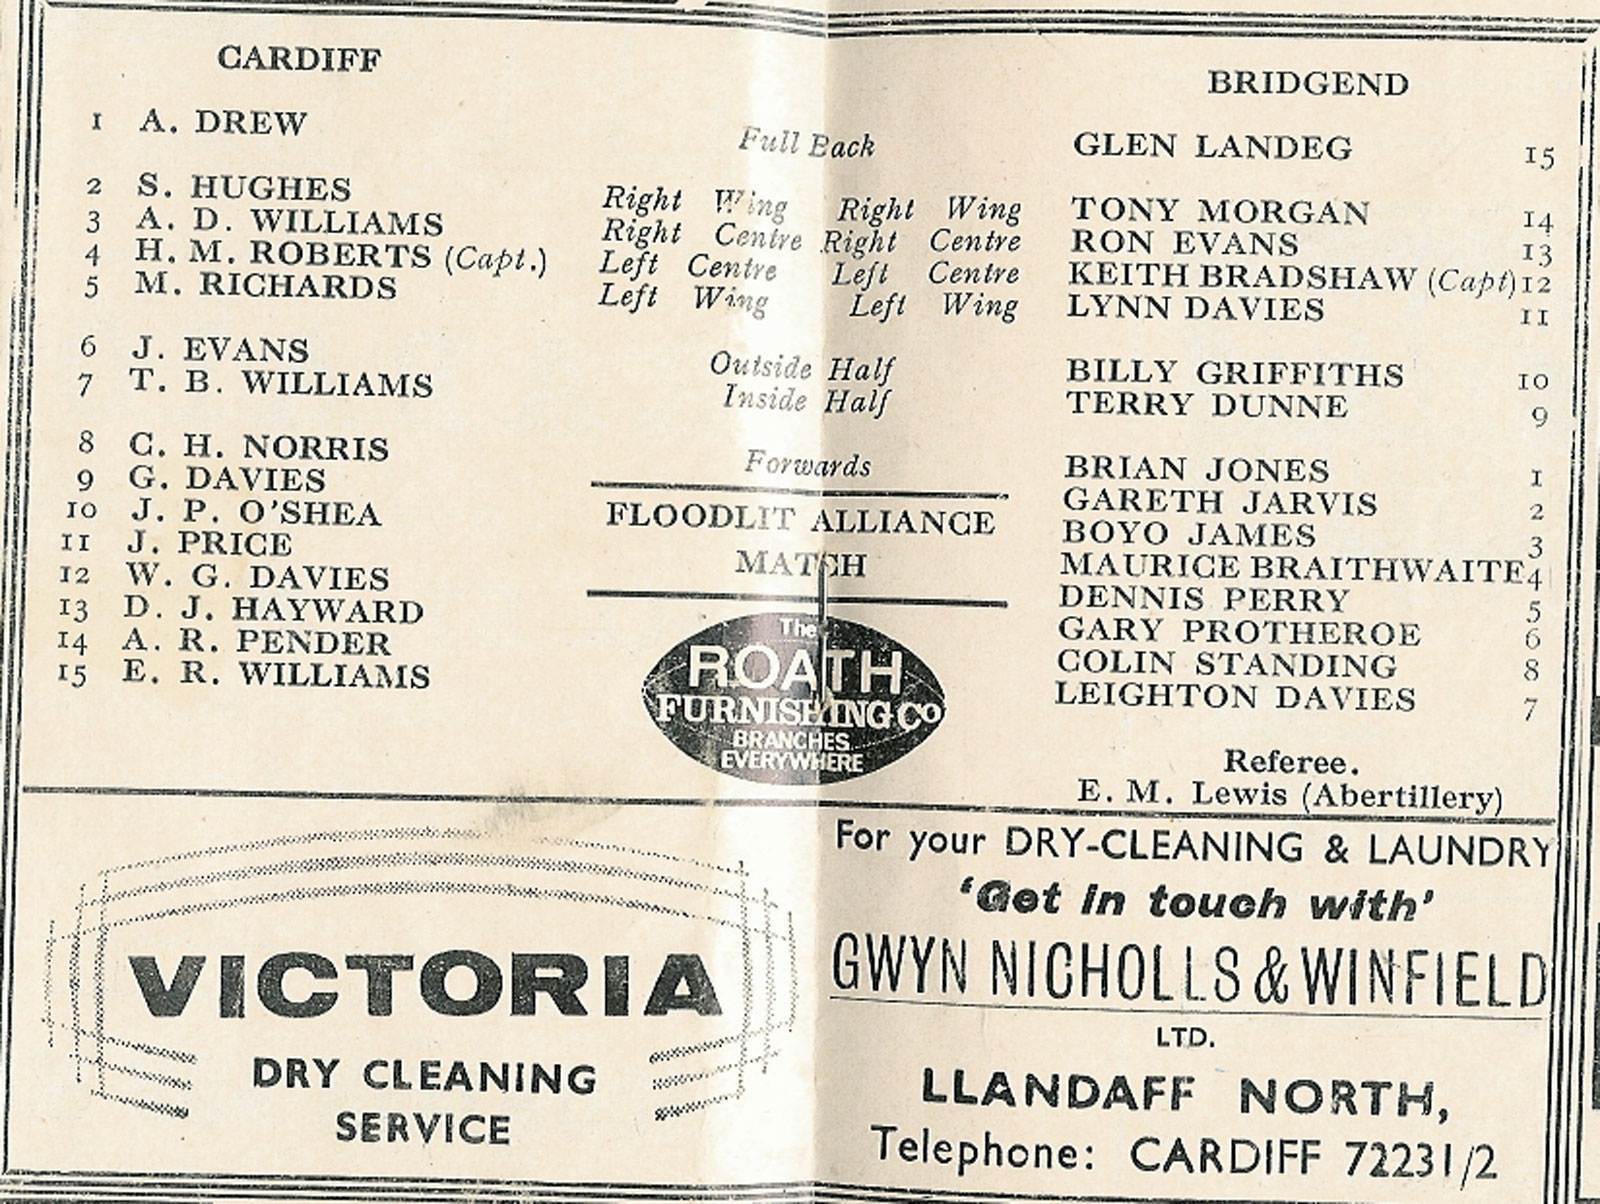 CARDIFF
BRIDGEND
1 A. DREW Full Back GLEN LANDEG 15
2 S. HUGHES Right Wing Right Wing TONY MORGAN 14
3 A. D. WILLIAMS Right Centre Right Centre RON EVANS 13
4 H. M. ROBERTS (Capt.) Left Centre Left Centre KEITH BRADSHAW (Capt) 12
5 M. RICHARDS Left Wing Left Wing LYNN DAVIES 11
6 J. EVANS Outside Half BILLY GRIFFITHS 10
7 T. B. WILLIAMS Inside Half TERRY DUNNE 9
8 C. H. NORRIS Forwards BRIAN JONES 1
9 G. DAVIES GARETH JARVIS 2
10 J. P. O'SHEA FLOODLIT ALLIANCE BOYO JAMES 3
11 J. PRICE MATCH MAURICE BRAITHWAITE 4
12 W. G. DAVIES DENNIS PERRY 5
13 D. J. HAYWARD GARY PROTHEROE 6
14 A. R. PENDER COLIN STANDING 8
15 E. R. WILLIAMS LEIGHTON DAVIES 7
The
ROATH
FURNISHING CO
BRANCHES
EVERYWHERE
Referee.
E. M. Lewis (Abertillery)
VICTORIA
DRY CLEANING
SERVICE
For your DRY-CLEANING & LAUNDRY
'Get in touch with'
GWYN NICHOLLS & WINFIELD
LTD.
LLANDAFF NORTH,
Telephone: CARDIFF 72231/2